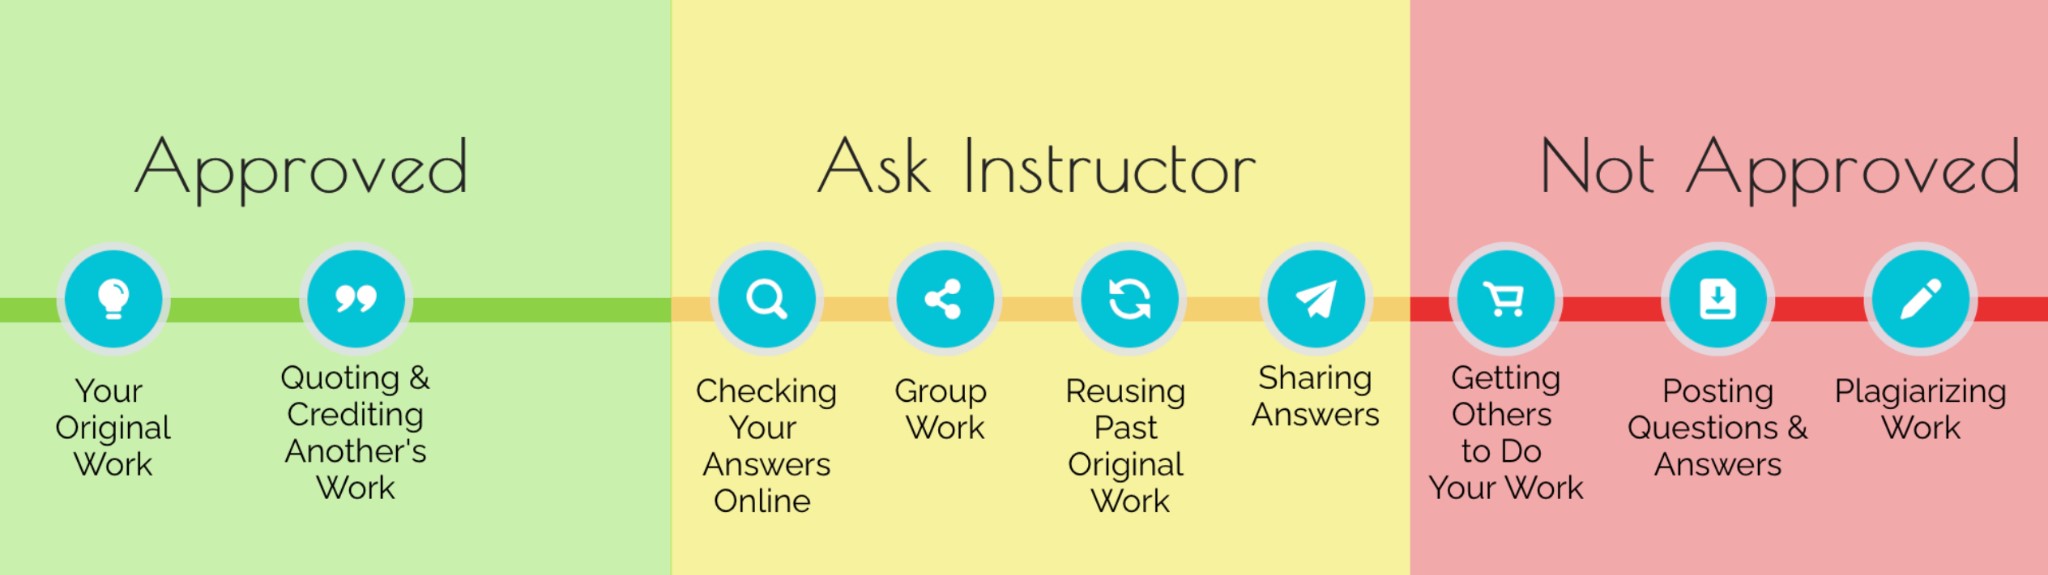 Approved
Ask Instructor
Not Approved
Your
Original
Work
Quoting &
Crediting
Another's
Work
Checking
Your
Answers
Online
Group
Work
Reusing
Past
Original
Work
Sharing
Answers
Getting
Others
to Do
Your Work
Posting
Questions &
Answers
Plagiarizing
Work